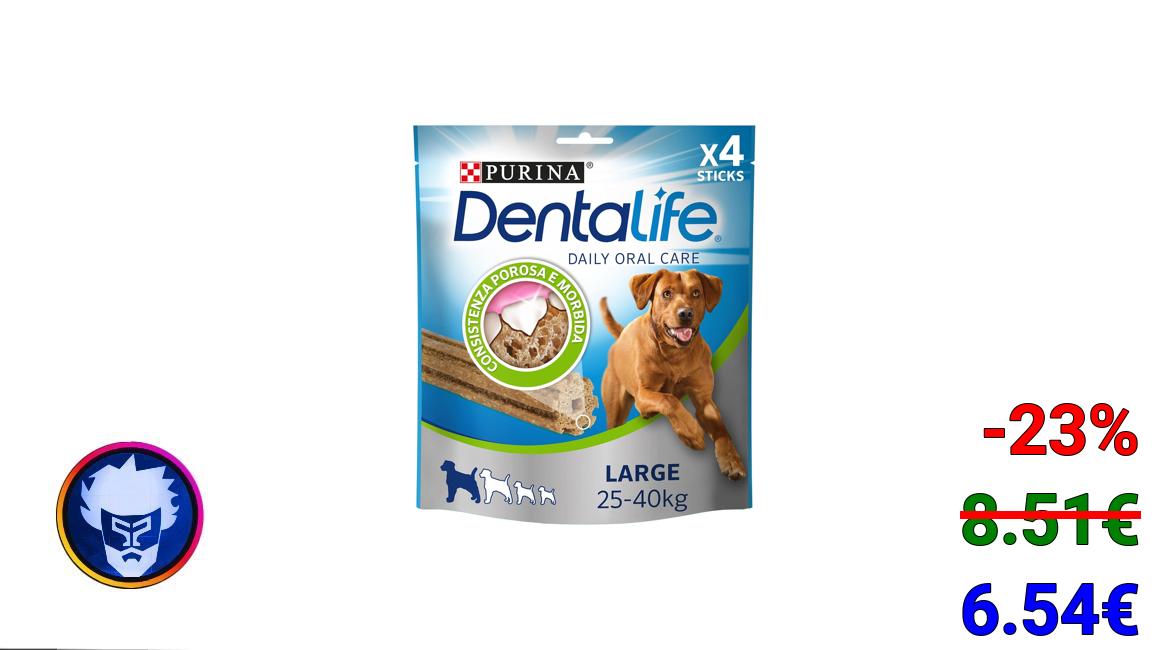 X4
STICKS
PURINA®
Dentalife®
DAILY ORAL CARE
CONSISTENZA POROSA E MORBIDA
LARGE
25-40kg
-23%
8.51€
6.54€